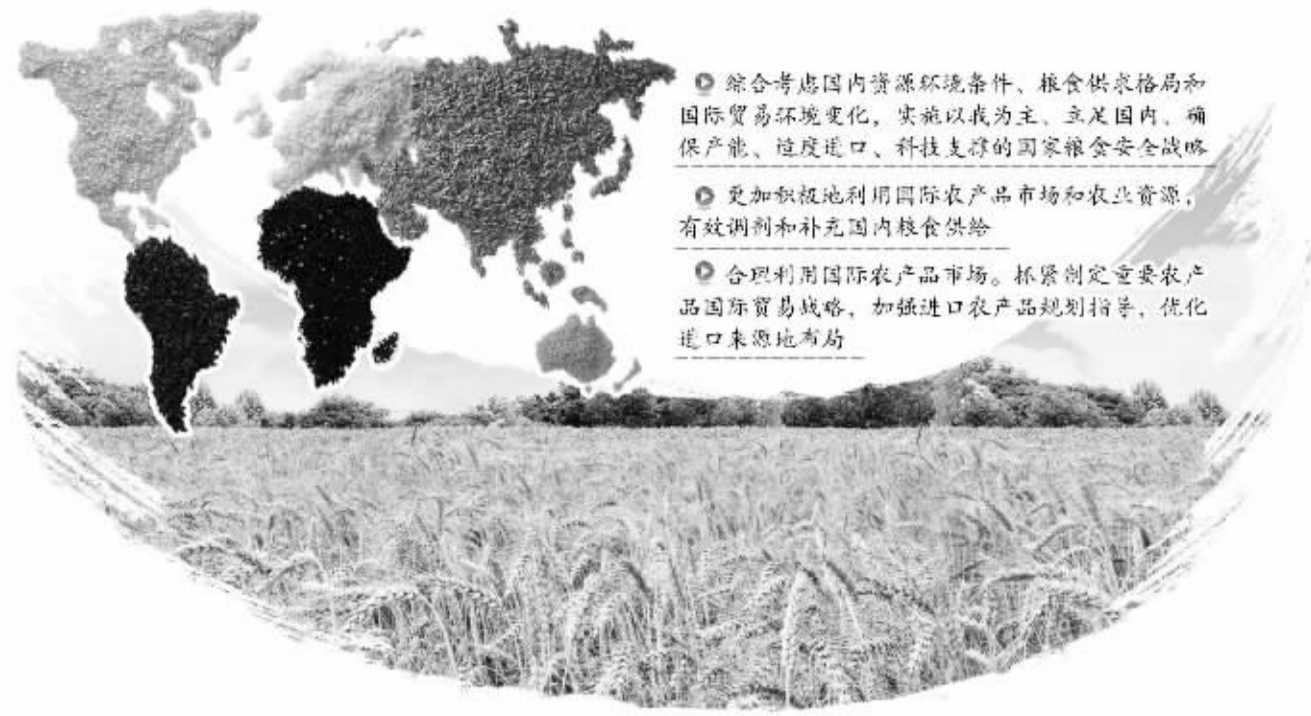 综合考虑国内资源环境条件、粮食供求格局和
国际贸易环境变化，实施以我为主、立足国内、确
保产能、适度进口、科技支撑的国家粮食安全战略
更加积极地利用国际农产品市场和农业资源，
有效调剂和补充国内粮食供给
合理利用国际农产品市场。抓紧制定重要农产
品国际贸易战略，加强进口农产品规划指导，优化
进口来源地布局